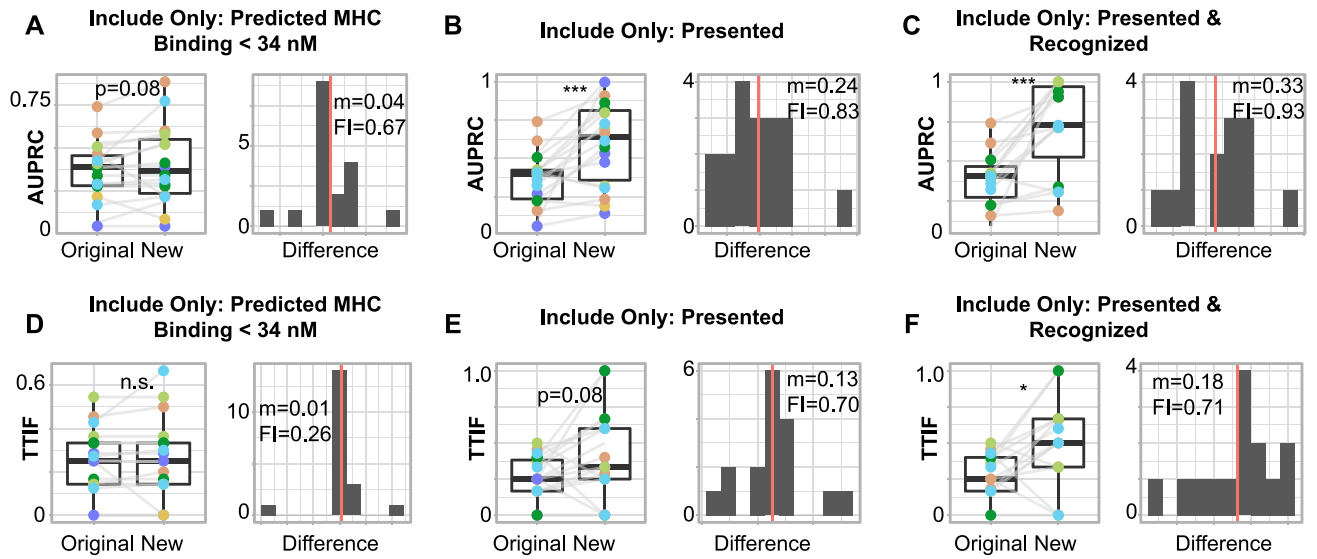 A
Include Only: Predicted MHC
Binding < 34 nM
AUPRC
0.75
0
p=0.08
Original New
5
0
m=0.04
FI=0.67
Difference
B
Include Only: Presented
AUPRC
1
0
***
Original New
4
2
0
m=0.24
FI=0.83
Difference
C
Include Only: Presented &
Recognized
AUPRC
1
0
***
Original New
4
2
0
m=0.33
FI=0.93
Difference
D
Include Only: Predicted MHC
Binding < 34 nM
TTIF
0.6
0
n.s.
Original New
10
0
m=0.01
FI=0.26
Difference
E
Include Only: Presented
TTIF
1.0
0
p=0.08
Original New
6
3
0
m=0.13
FI=0.70
Difference
F
Include Only: Presented &
Recognized
TTIF
1.0
0
*
Original New
4
2
0
m=0.18
FI=0.71
Difference